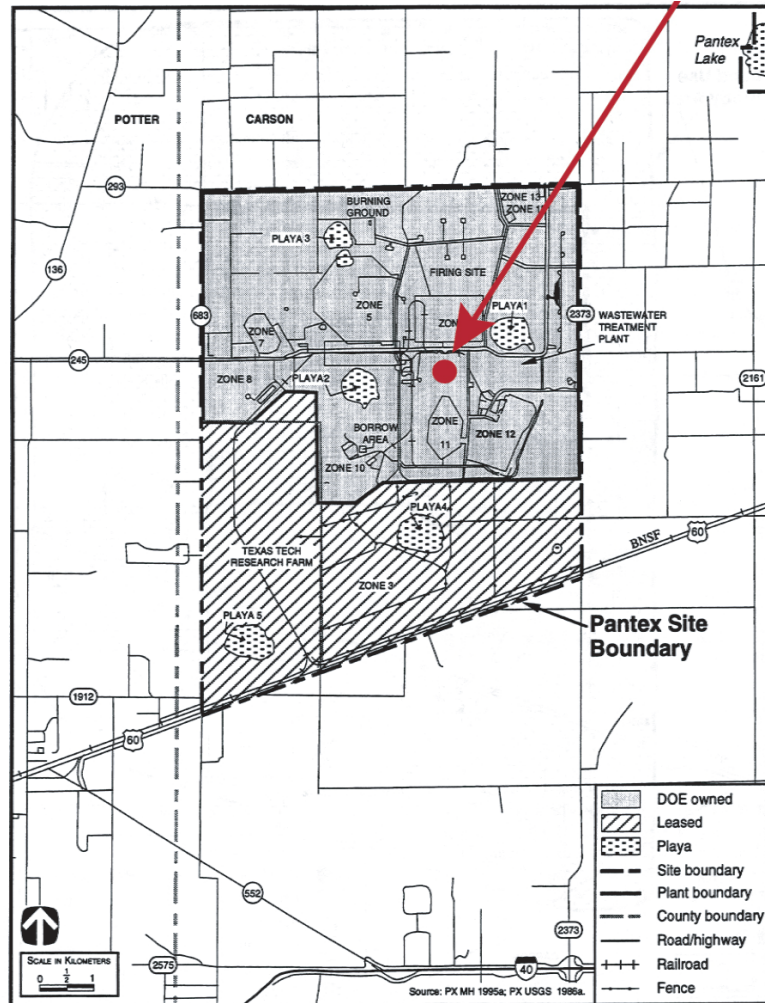 Pantex
Lake
POTTER
CARSON
293
BURNING
GROUND
ZONE 13
PLAYA 3
136
FIRING SITE
683
ZONE
5
PLAYA1
2373
ZONE
7
WASTEWATER
TREATMENT
PLANT
245
ZONE 8
PLAYA2
2161
BORROW
AREA
ZONE
11
ZONE 12
ZONE 10
PLAYA4
BNSF
60
TEXAS TECH
RESEARCH FARM
ZONE 3
PLAYA 5
Pantex Site
Boundary
1912
60
DOE owned
Leased
Playa
Site boundary
Plant boundary
County boundary
Road/highway
Railroad
Fence
552
2373
SCALE IN KILOMETERS
0 1/2 1
2575
40
Source: PX MH 1995a; PX USGS 1986a.